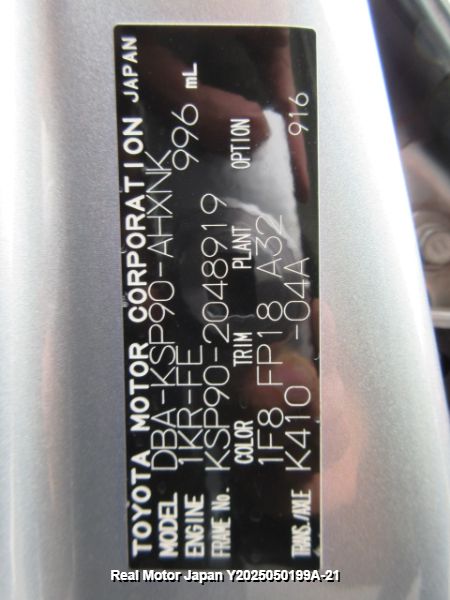 TOYOTA MOTOR CORPORATION JAPAN
MODEL DBA-KSP90-AHXNK
ENGINE 1KR-FE 996 mL
FRAME No. KSP90-2048919
COLOR TRIM PLANT OPTION
1F8 FP18 A32 916
TRANS./AXLE K410 -04A
Real Motor Japan Y2025050199A-21